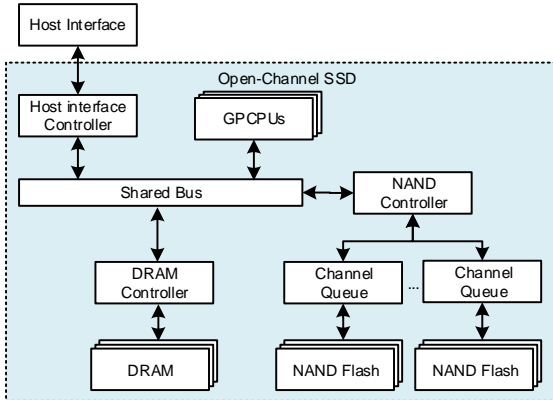 Host Interface
Open-Channel SSD
Host interface
Controller
GPCPUs
Shared Bus
NAND
Controller
DRAM
Controller
Channel
Queue
...
Channel
Queue
DRAM
NAND Flash
NAND Flash